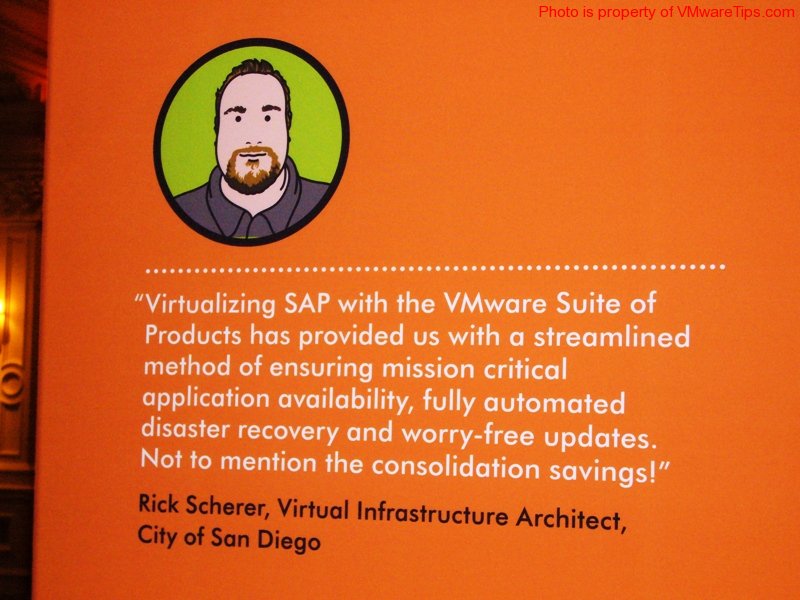 Photo is property of VMwareTips.com
“Virtualizing SAP with the VMware Suite of
Products has provided us with a streamlined
method of ensuring mission critical
application availability, fully automated
disaster recovery and worry-free updates.
Not to mention the consolidation savings!”
Rick Scherer, Virtual Infrastructure Architect,
City of San Diego